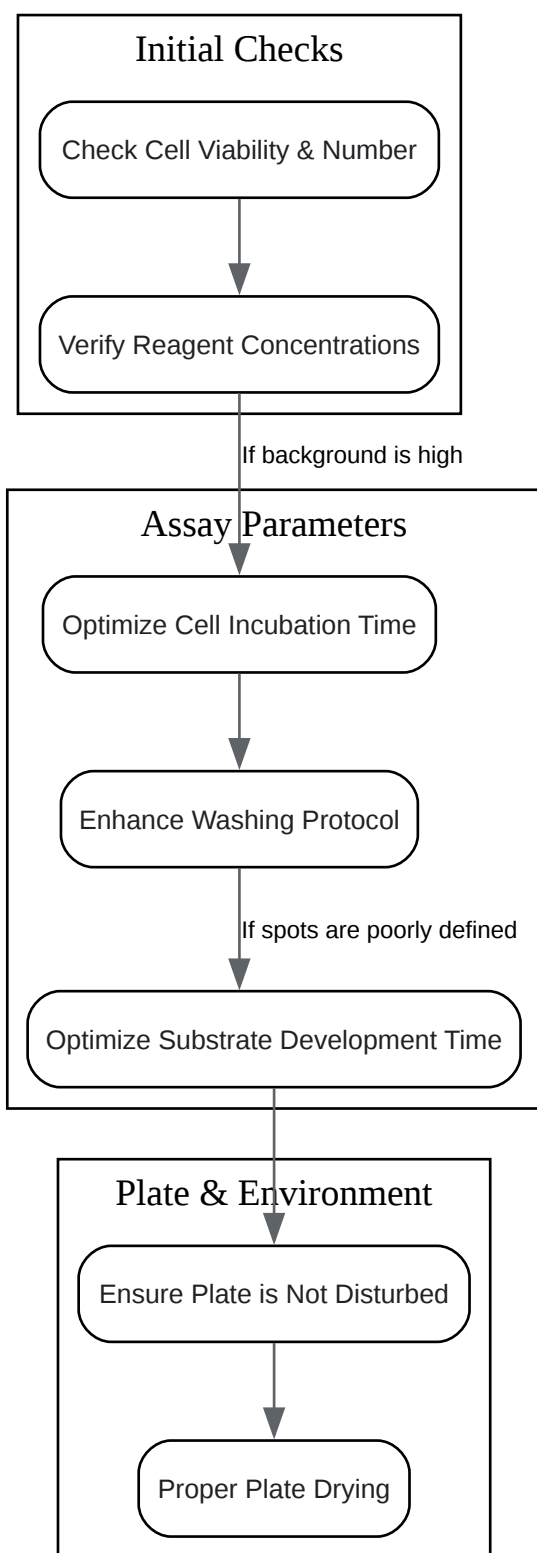 Initial Checks
Check Cell Viability & Number
Verify Reagent Concentrations
If background is high
Assay Parameters
Optimize Cell Incubation Time
Enhance Washing Protocol
If spots are poorly defined
Optimize Substrate Development Time
Plate & Environment
Ensure Plate is Not Disturbed
Proper Plate Drying